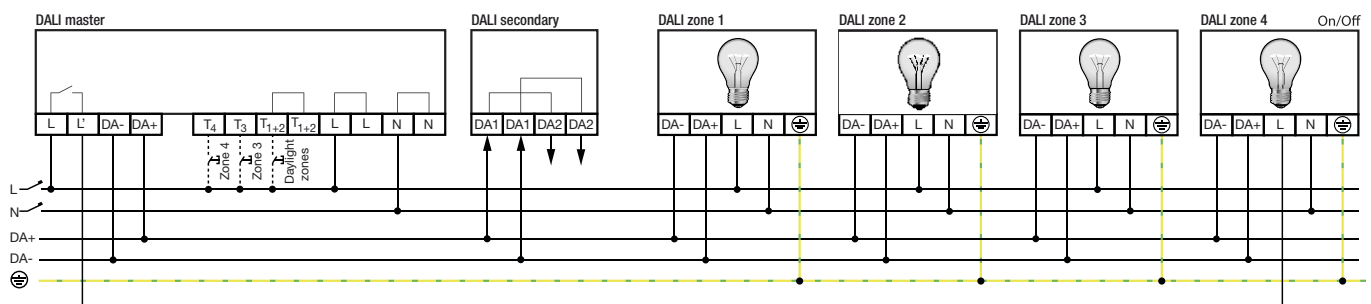 DALI master
DALI secondary
DALI zone 1
DALI zone 2
DALI zone 3
DALI zone 4 On/Off
L L' DA- DA+ T4 T3 T1+2 T1+2 L L N N
DA1 DA1 DA2 DA2
DA- DA+ L N
DA- DA+ L N
DA- DA+ L N
DA- DA+ L N
Zone 4
Zone 3
Daylight
zones
L
N
DA+
DA-